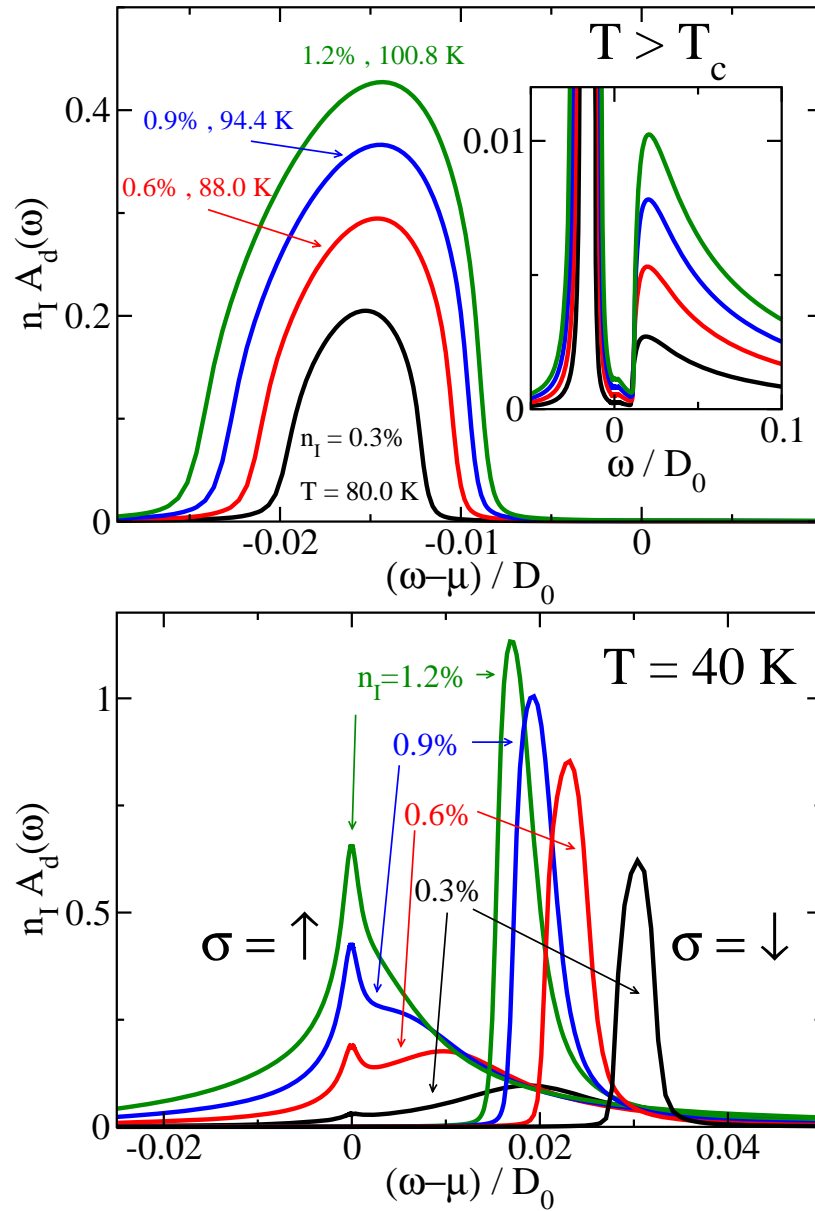 1.2% , 100.8 K
T > T_c
0.4
0.9% , 94.4 K
0.01
0.6% , 88.0 K
n_I A_d(ω)
0.2
n_I = 0.3%
0
0
0.1
ω / D_0
T = 80.0 K
0
-0.02
-0.01
0
(ω−μ) / D_0
n_I=1.2%
T = 40 K
1
0.9%
0.6%
n_I A_d(ω)
0.3%
0.5
σ = ↑
σ = ↓
0
-0.02
0
0.02
0.04
(ω−μ) / D_0